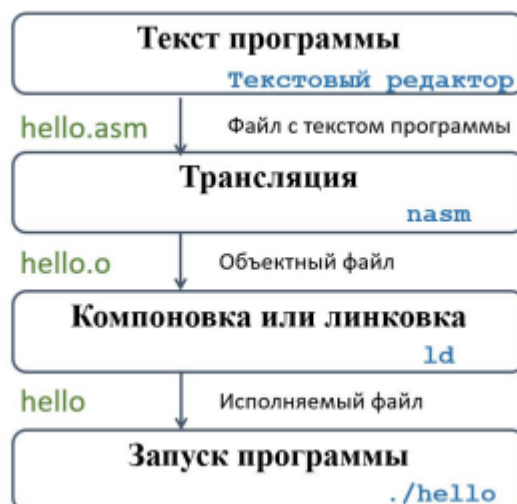 Текст программы
Текстовый редактор
hello.asm Файл с текстом программы
Трансляция
nasm
hello.o Объектный файл
Компоновка или линковка
ld
hello Исполняемый файл
Запуск программы
./hello